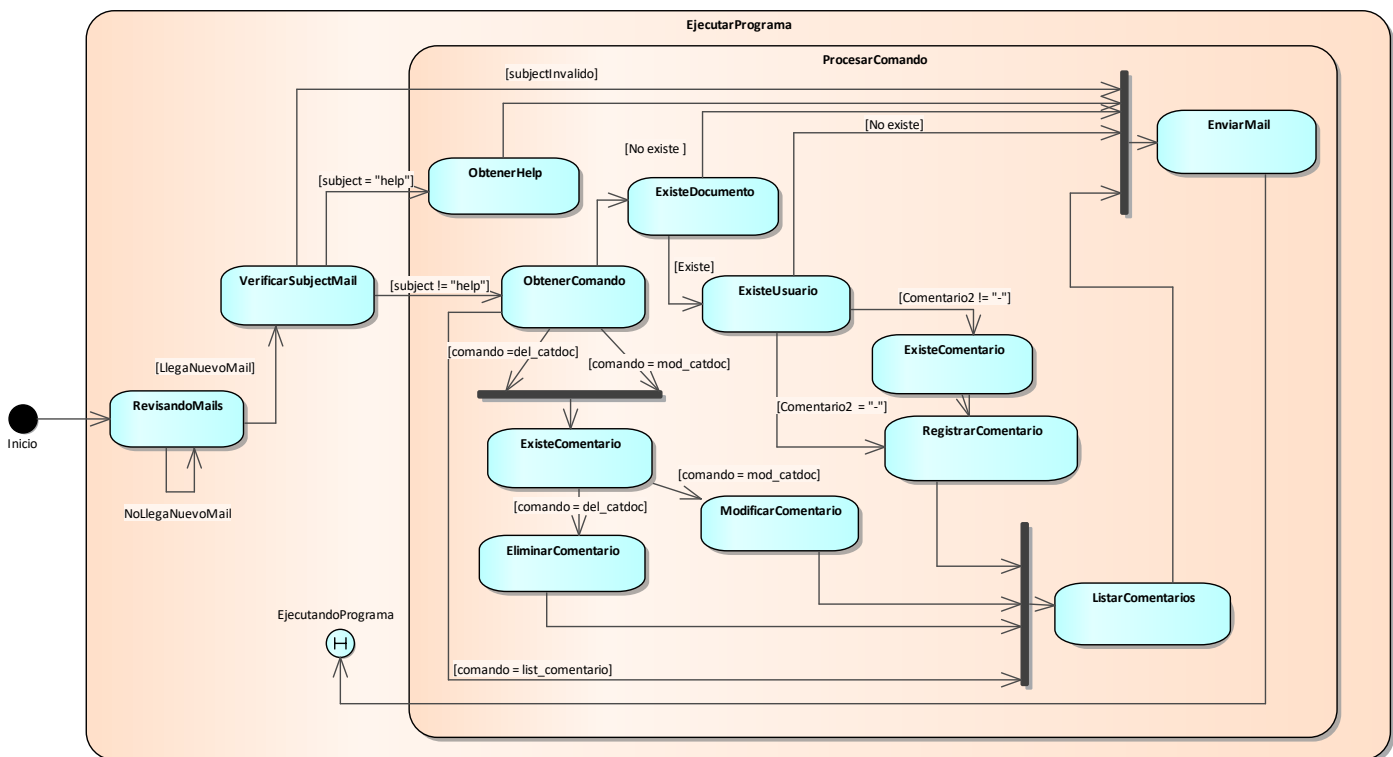 EjecutarPrograma
ProcesarComando
[subjectInvalido]
EnviarMail
[No existe]
[No existe ]
ObtenerHelp
[subject = "help"]
ExisteDocumento
[Existe]
VerificarSubjectMail
[subject != "help"]
ObtenerComando
ExisteUsuario
[Comentario2 != "-"]
[comando =del_catdoc]
[comando = mod_catdoc]
ExisteComentario
[LlegaNuevoMail]
RevisandoMails
Inicio
[Comentario2 = "-"]
RegistrarComentario
ExisteComentario
[comando = mod_catdoc]
NoLlegaNuevoMail
[comando = del_catdoc]
ModificarComentario
EliminarComentario
ListarComentarios
EjecutandoPrograma
H
[comando = list_comentario]